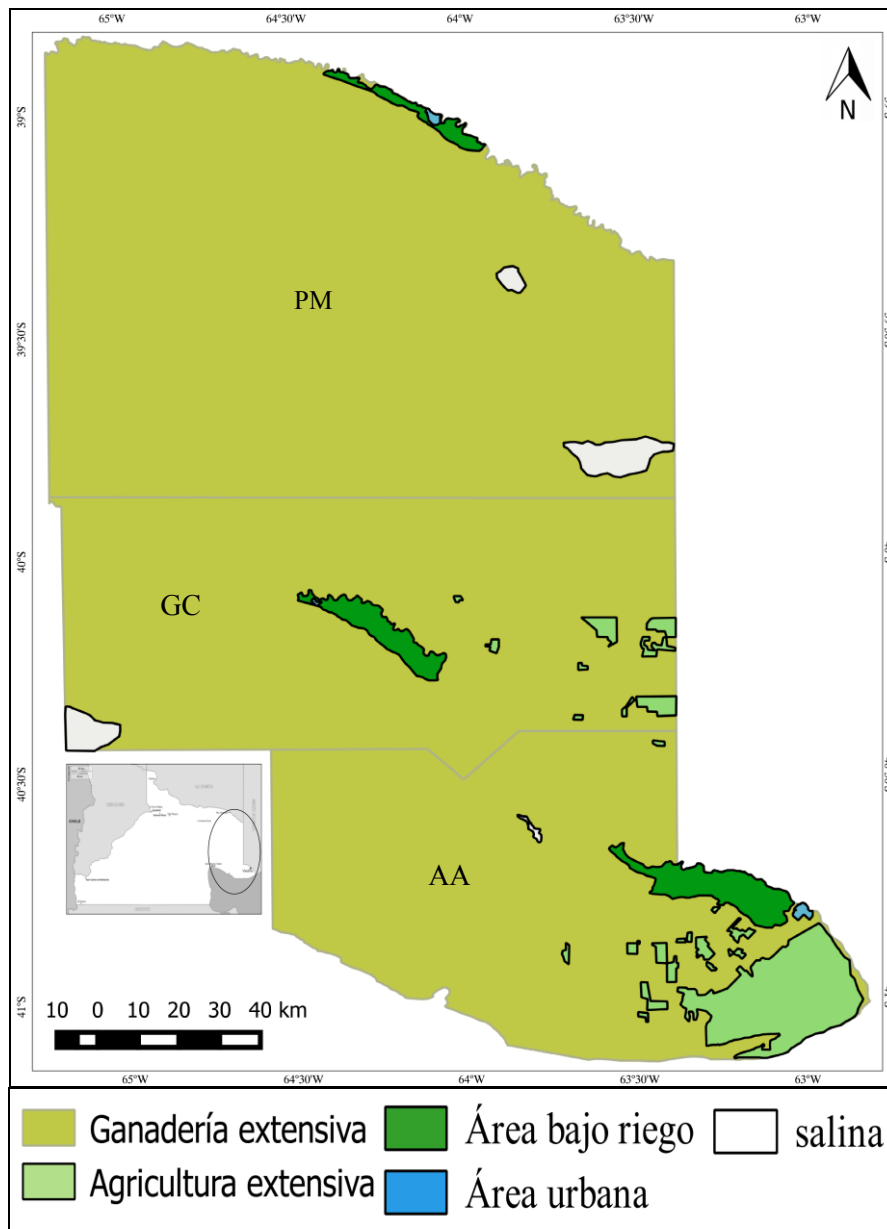 65°W 64°30'W 64°W 63°30'W 63°W
39°S
N
PM
39°30'S
40°S
GC
40°30'S
AA
41°S
10 0 10 20 30 40 km
65°W 64°30'W 64°W 63°30'W 63°W
Ganadería extensiva
Área bajo riego
salina
Agricultura extensiva
Área urbana